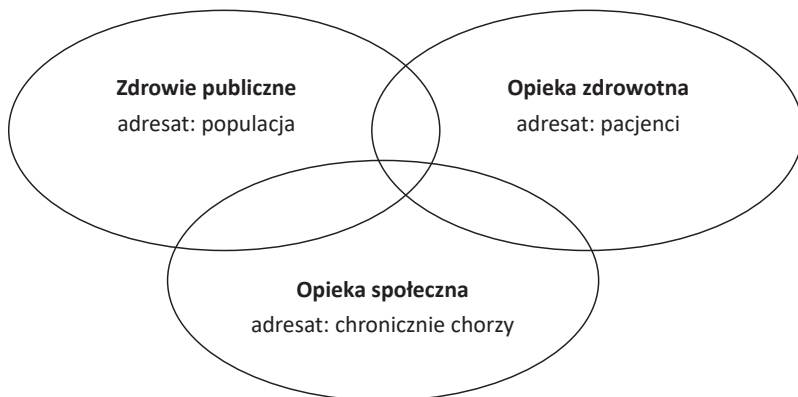 Zdrowie publiczne
adresat: populacja
Opieka zdrowotna
adresat: pacjenci
Opieka społeczna
adresat: chronicznie chorzy